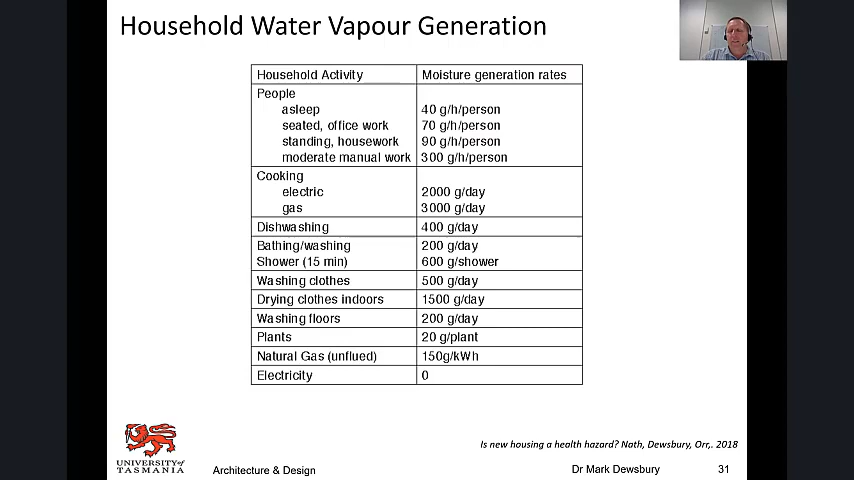 Household Water Vapour Generation
Household Activity Moisture generation rates
People
asleep 40 g/h/person
seated, office work 70 g/h/person
standing, housework 90 g/h/person
moderate manual work 300 g/h/person
Cooking
electric 2000 g/day
gas 3000 g/day
Dishwashing 400 g/day
Bathing/washing 200 g/day
Shower (15 min) 600 g/shower
Washing clothes 500 g/day
Drying clothes indoors 1500 g/day
Washing floors 200 g/day
Plants 20 g/plant
Natural Gas (unflued) 150g/kWh
Electricity 0
Is new housing a health hazard? Nath, Dewsbury, Orr,. 2018
UNIVERSITY of
TASMANIA
Architecture & Design Dr Mark Dewsbury 31